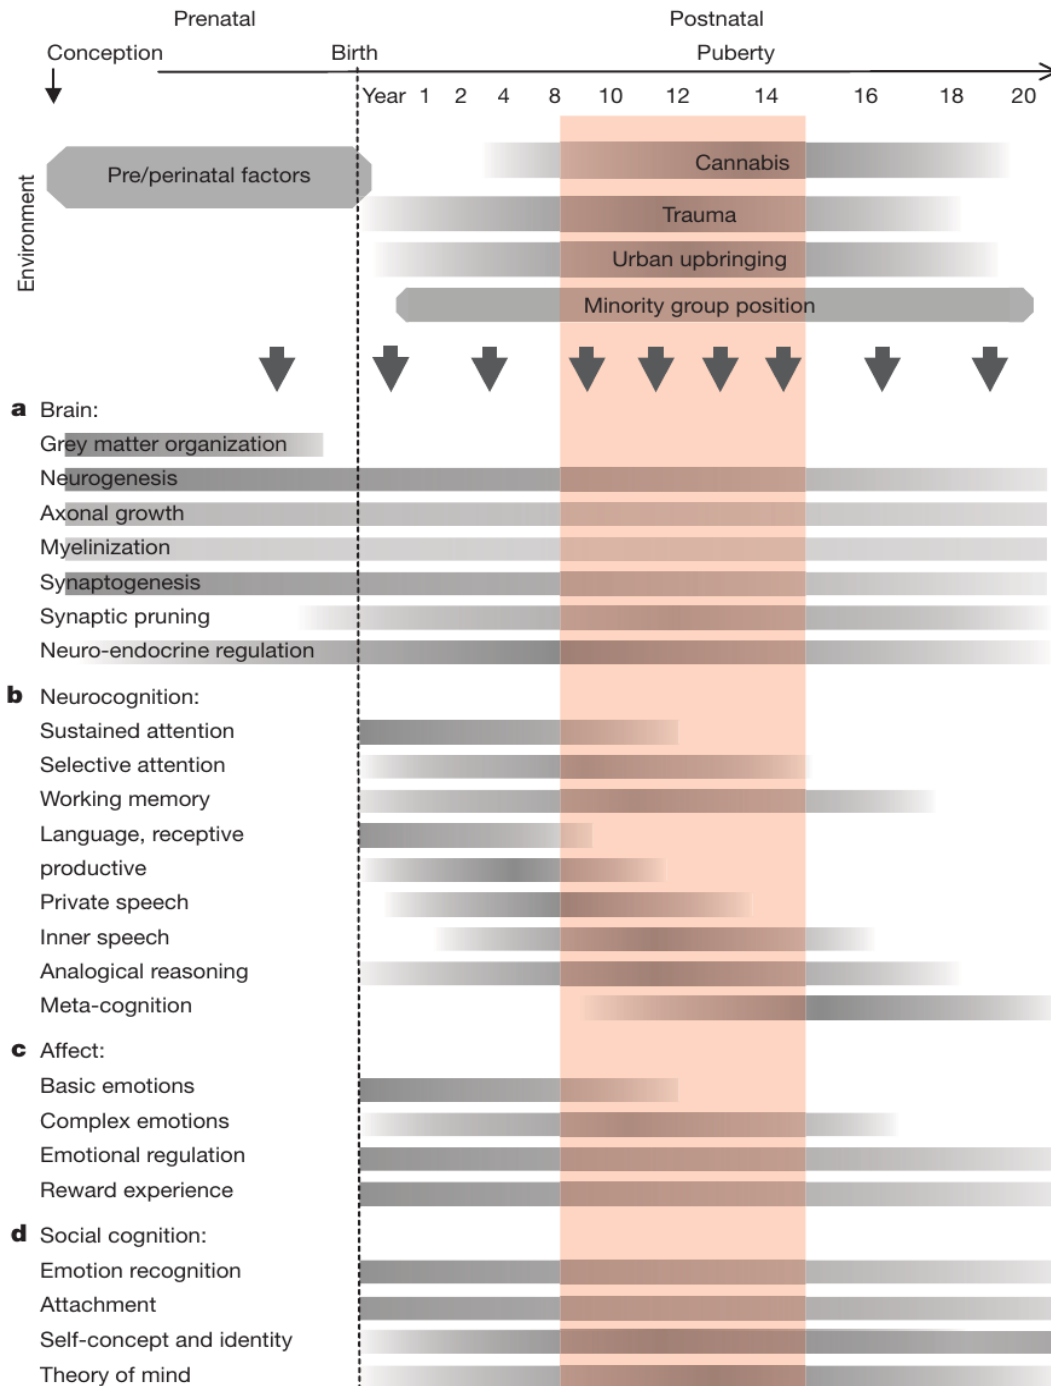 Prenatal Postnatal
Conception Birth Puberty
Year 1 2 4 8 10 12 14 16 18 20
Environment
Pre/perinatal factors
Cannabis
Trauma
Urban upbringing
Minority group position
a Brain:
Grey matter organization
Neurogenesis
Axonal growth
Myelinization
Synaptogenesis
Synaptic pruning
Neuro-endocrine regulation
b Neurocognition:
Sustained attention
Selective attention
Working memory
Language, receptive
productive
Private speech
Inner speech
Analogical reasoning
Meta-cognition
c Affect:
Basic emotions
Complex emotions
Emotional regulation
Reward experience
d Social cognition:
Emotion recognition
Attachment
Self-concept and identity
Theory of mind